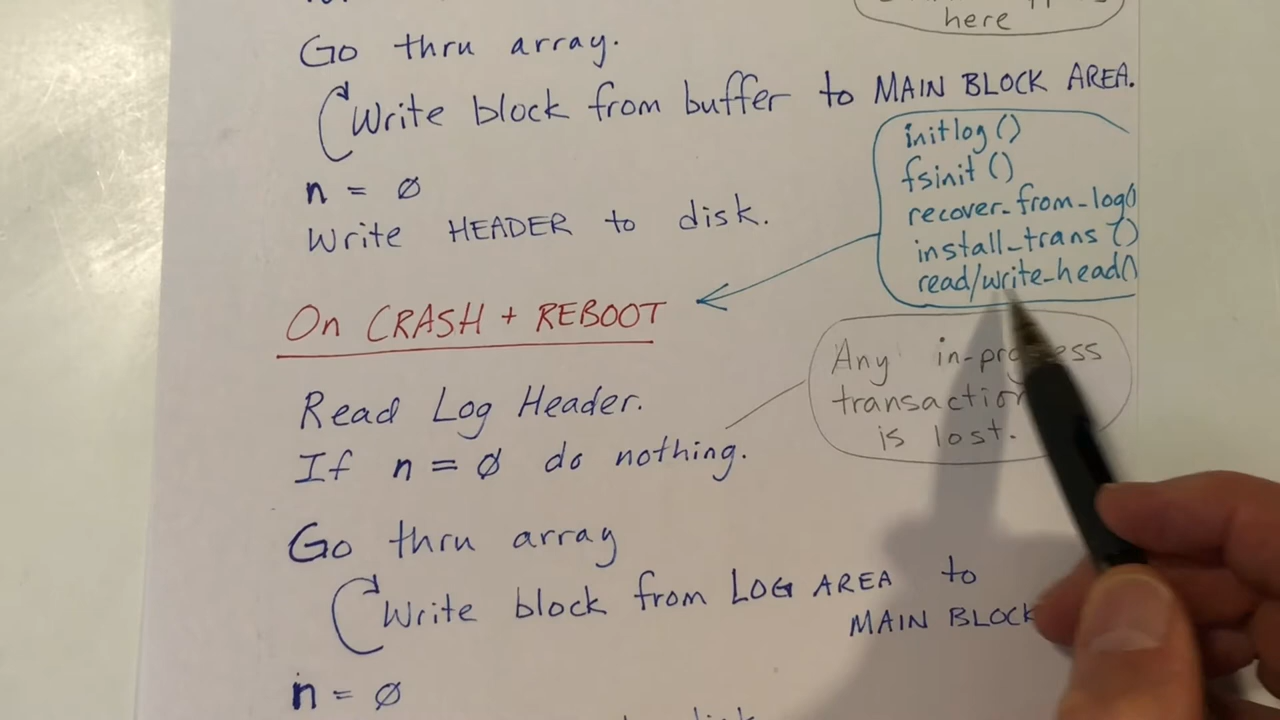 here
Go thru array.
Write block from buffer to MAIN BLOCK AREA.
n = ø
Write HEADER to disk.
initlog ()
fsinit ()
recover_from_log()
install_trans ()
read/write_head()
On CRASH + REBOOT
Read Log Header.
If n = ø do nothing.
Any in-progress
transaction
is lost.
Go thru array
Write block from LOG AREA to
MAIN BLOCK
n = ø
disk